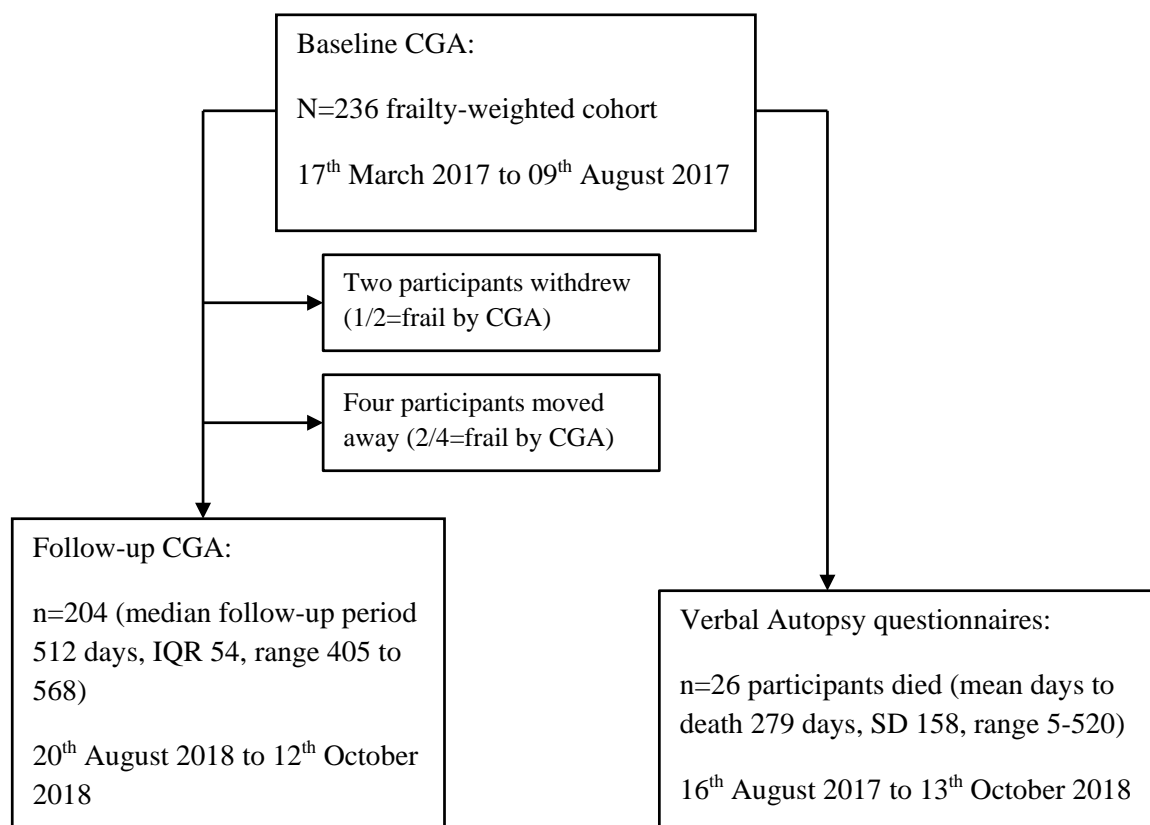 Baseline CGA:
N=236 frailty-weighted cohort
17th March 2017 to 09th August 2017
Two participants withdrew
(1/2=frail by CGA)
Four participants moved
away (2/4=frail by CGA)
Follow-up CGA:
n=204 (median follow-up period
512 days, IQR 54, range 405 to
568)
20th August 2018 to 12th October
2018
Verbal Autopsy questionnaires:
n=26 participants died (mean days to
death 279 days, SD 158, range 5-520)
16th August 2017 to 13th October 2018